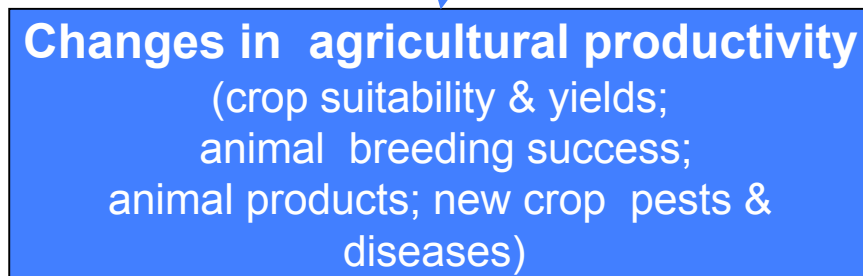 Changes in agricultural productivity
(crop suitability & yields;
animal breeding success;
animal products; new crop pests &
diseases)